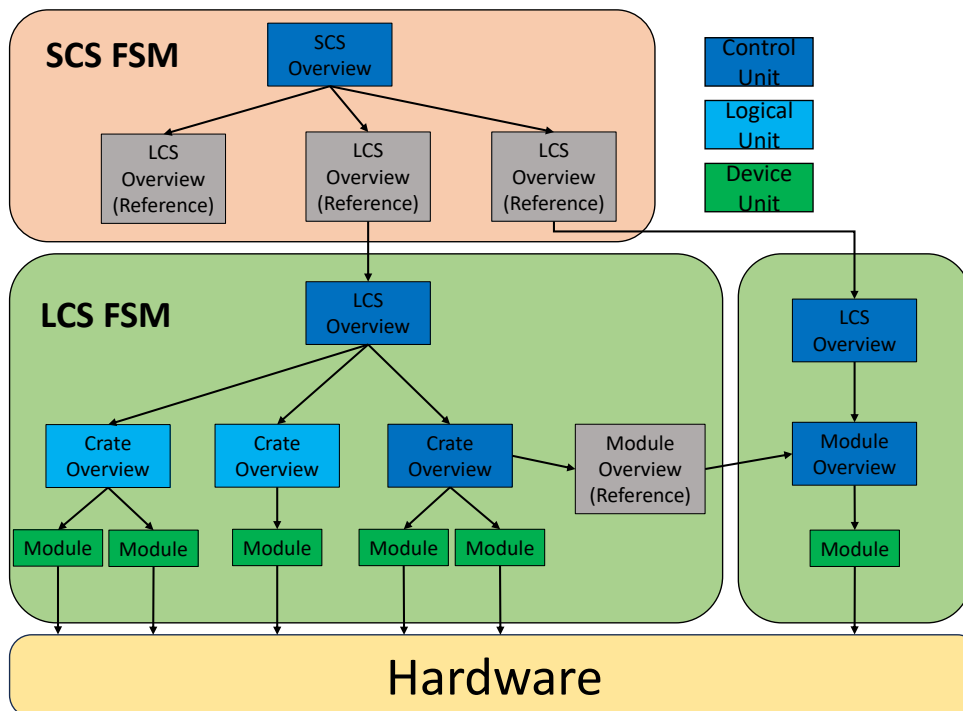 SCS FSM
SCS
Overview
Control
Unit
Logical
Unit
Device
Unit
LCS
Overview
(Reference)
LCS
Overview
(Reference)
LCS
Overview
(Reference)
LCS FSM
LCS
Overview
LCS
Overview
Crate
Overview
Crate
Overview
Crate
Overview
Module
Overview
(Reference)
Module
Overview
Module
Module
Module
Module
Module
Module
Hardware